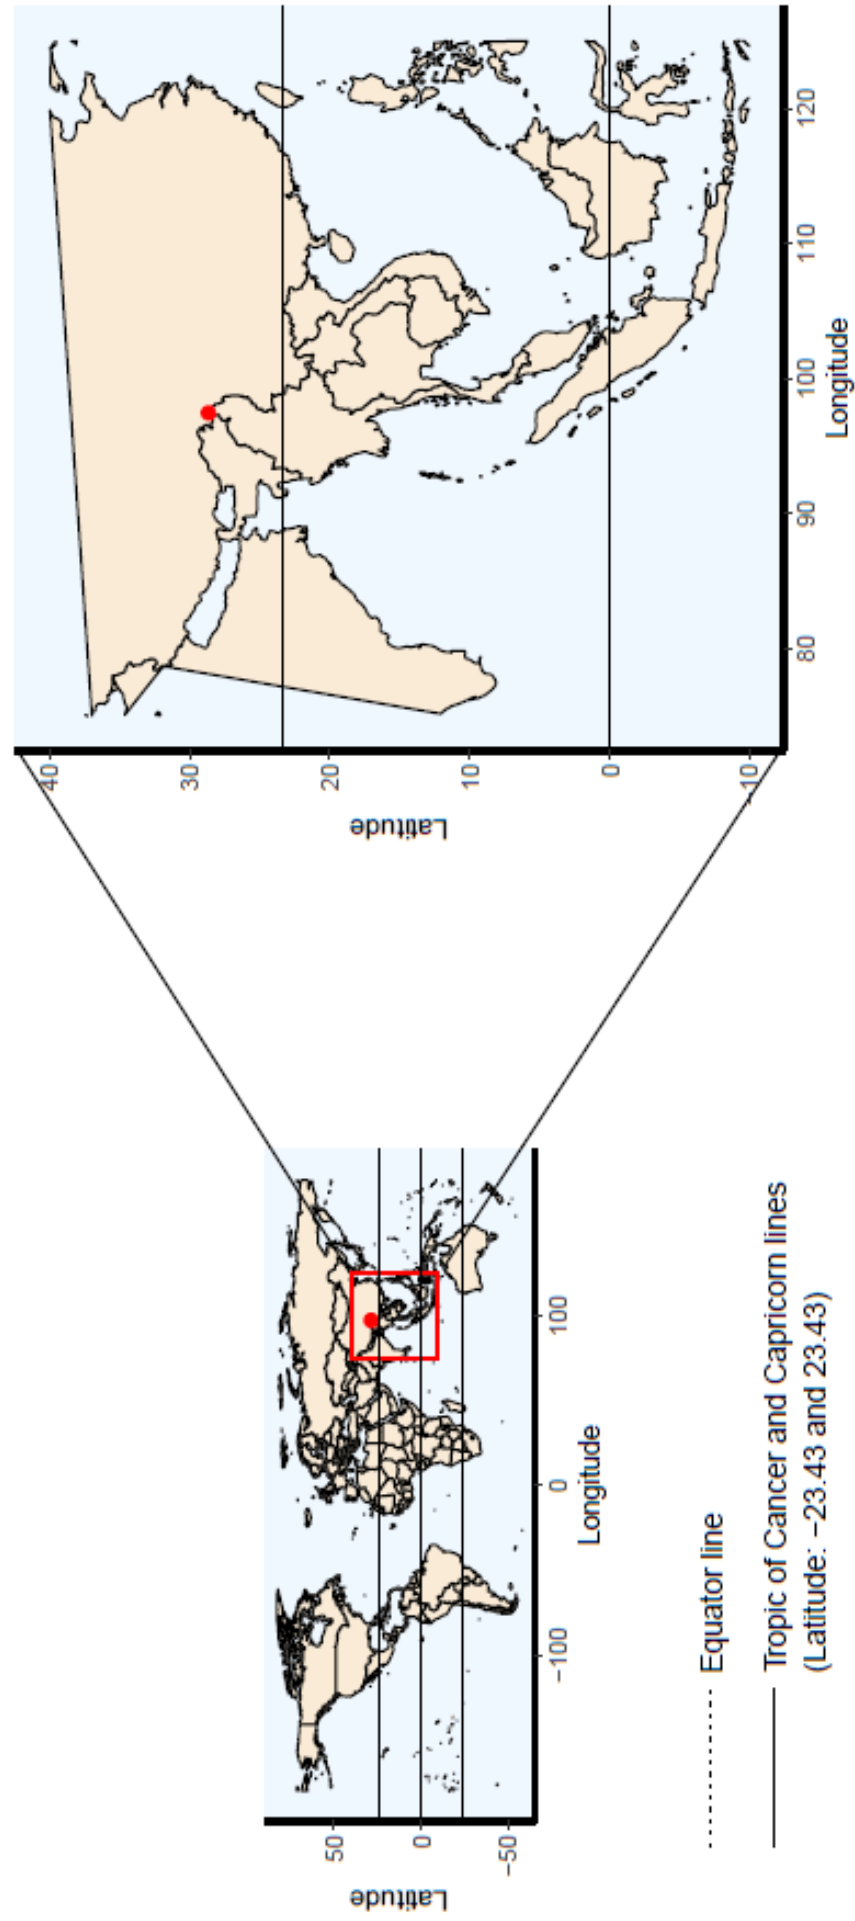 Latitude
50
0
−50
−100
0
100
Longitude
Latitude
40
30
20
10
0
−10
80
90
100
110
120
Longitude
Equator line
Tropic of Cancer and Capricorn lines
(Latitude: −23.43 and 23.43)